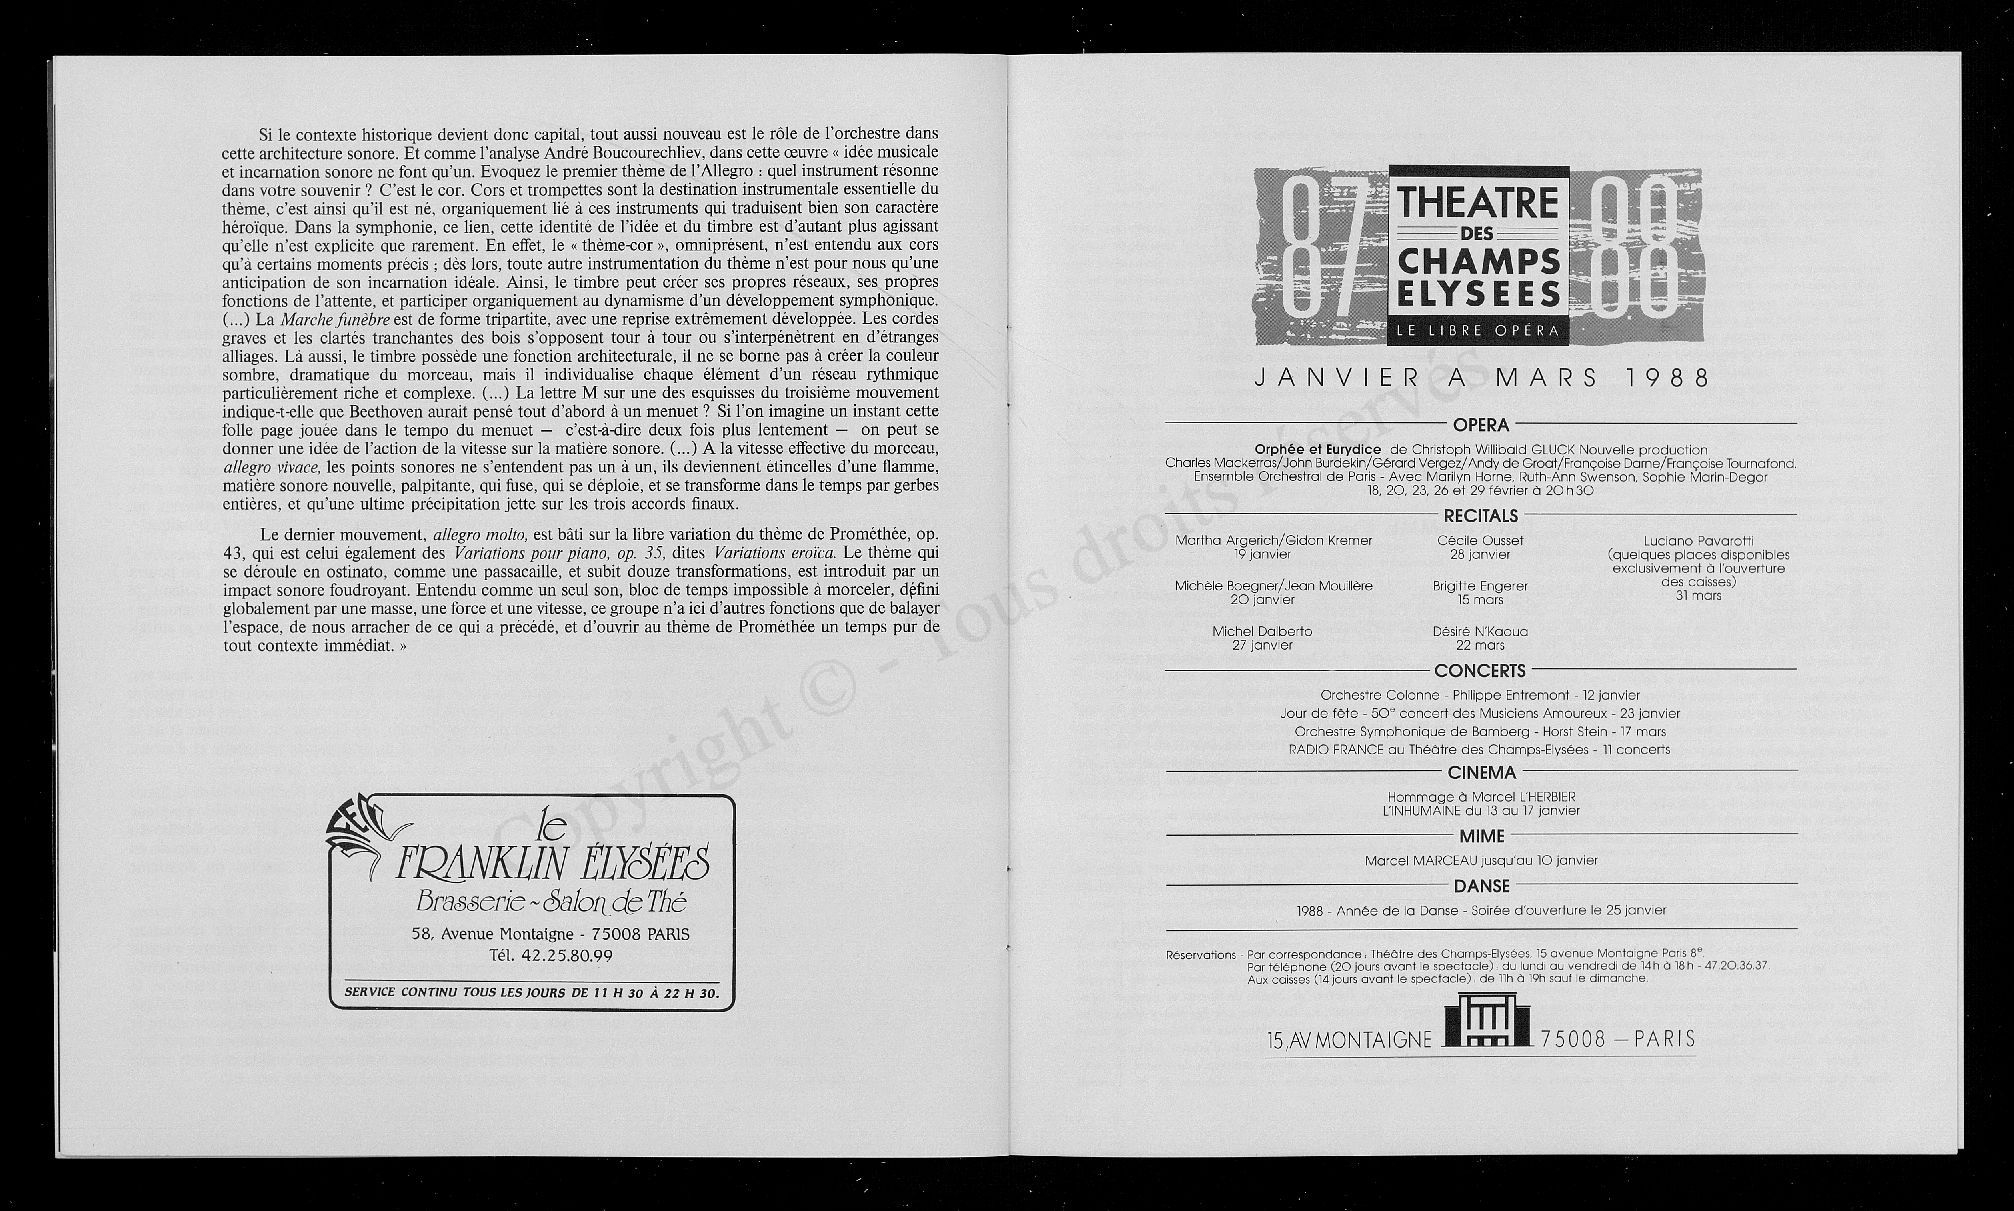 Si le contexte historique devient donc capital, tout aussi nouveau est le rôle de l'orchestre dans
cette architecture sonore. Et comme l'analyse André Boucourechliev, dans cette œuvre « idée musicale
et incarnation sonore ne font qu'un. Evoquez le premier thème de l'Allegro : quel instrument résonne
dans votre souvenir ? C'est le cor. Cors et trompettes sont la destination instrumentale essentielle du
thème, c'est ainsi qu'il est né, organiquement lié à ces instruments qui traduisent bien son caractère
héroïque. Dans la symphonie, ce lien, cette identité de l'idée et du timbre est d'autant plus agissant
qu'elle n'est explicite que rarement. En effet, le « thème-cor », omniprésent, n'est entendu aux cors
qu'à certains moments précis ; dès lors, toute autre instrumentation du thème n'est pour nous qu'une
anticipation de son incarnation idéale. Ainsi, le timbre peut créer ses propres réseaux, ses propres
fonctions de l'attente, et participer organiquement au dynamisme d'un développement symphonique.
(...) La Marche funèbre est de forme tripartite, avec une reprise extrêmement développée. Les cordes
graves et les clartés tranchantes des bois s'opposent tour à tour ou s'interpénètrent en d'étranges
alliages. Là aussi, le timbre possède une fonction architecturale, il ne se borne pas à créer la couleur
sombre, dramatique du morceau, mais il individualise chaque élément d'un réseau rythmique
particulièrement riche et complexe. (...) La lettre M sur une des esquisses du troisième mouvement
indique-t-elle que Beethoven aurait pensé tout d'abord à un menuet ? Si l'on imagine un instant cette
folle page jouée dans le tempo du menuet — c'est-à-dire deux fois plus lentement — on peut se
donner une idée de l'action de la vitesse sur la matière sonore. (...) A la vitesse effective du morceau,
allegro vivace, les points sonores ne s'entendent pas un à un, ils deviennent étincelles d'une flamme,
matière sonore nouvelle, palpitante, qui fuse, qui se déploie, et se transforme dans le temps par gerbes
entières, et qu'une ultime précipitation jette sur les trois accords finaux.
Le dernier mouvement, allegro molto, est bâti sur la libre variation du thème de Prométhée, op.
43, qui est celui également des Variations pour piano, op. 35, dites Variations eroïca. Le thème qui
se déroule en ostinato, comme une passacaille, et subit douze transformations, est introduit par un
impact sonore foudroyant. Entendu comme un seul son, bloc de temps impossible à morceler, défini
globalement par une masse, une force et une vitesse, ce groupe n'a ici d'autres fonctions que de balayer
l'espace, de nous arracher de ce qui a précédé, et d'ouvrir au thème de Prométhée un temps pur de
tout contexte immédiat. »
le
FRANKLIN ÉLYSÉES
Brasserie ~ Salon de Thé
58, Avenue Montaigne - 75008 PARIS
Tél. 42.25.80.99
SERVICE CONTINU TOUS LES JOURS DE 11 H 30 À 22 H 30.
87 88
THEATRE
DES
CHAMPS
ELYSEES
LE LIBRE OPÉRA
JANVIER A MARS 1988
OPERA
Orphée et Eurydice de Christoph Willibald GLUCK Nouvelle production
Charles Mackerras/John Burdekin/Gérard Vergez/Andy de Groat/Françoise Darne/Françoise Tournafond.
Ensemble Orchestral de Paris - Avec Marilyn Horne, Ruth-Ann Swenson, Sophie Marin-Degor
18, 20, 23, 26 et 29 février à 20 h 30
RECITALS
Martha Argerich/Gidon Kremer
19 janvier
Michèle Boegner/Jean Mouillère
20 janvier
Michel Dalberto
27 janvier
Cécile Ousset
28 janvier
Brigitte Engerer
15 mars
Désiré N'Kaoua
22 mars
Luciano Pavarotti
(quelques places disponibles
exclusivement à l'ouverture
des caisses)
31 mars
CONCERTS
Orchestre Colonne - Philippe Entremont - 12 janvier
Jour de fête - 50e concert des Musiciens Amoureux - 23 janvier
Orchestre Symphonique de Bamberg - Horst Stein - 17 mars
RADIO FRANCE au Théâtre des Champs-Elysées - 11 concerts
CINEMA
Hommage à Marcel L'HERBIER
L'INHUMAINE du 13 au 17 janvier
MIME
Marcel MARCEAU jusqu'au 10 janvier
DANSE
1988 - Année de la Danse - Soirée d'ouverture le 25 janvier
Réservations - Par correspondance : Théâtre des Champs-Elysées. 15 avenue Montaigne Paris 8e.
Par téléphone (20 jours avant le spectacle) : du lundi au vendredi de 14h à 18h - 47.20.36.37.
Aux caisses (14 jours avant le spectacle) : de 11h à 19h sauf le dimanche.
15, AV MONTAIGNE 75008 — PARIS
Copyright © - Tous droits réservés